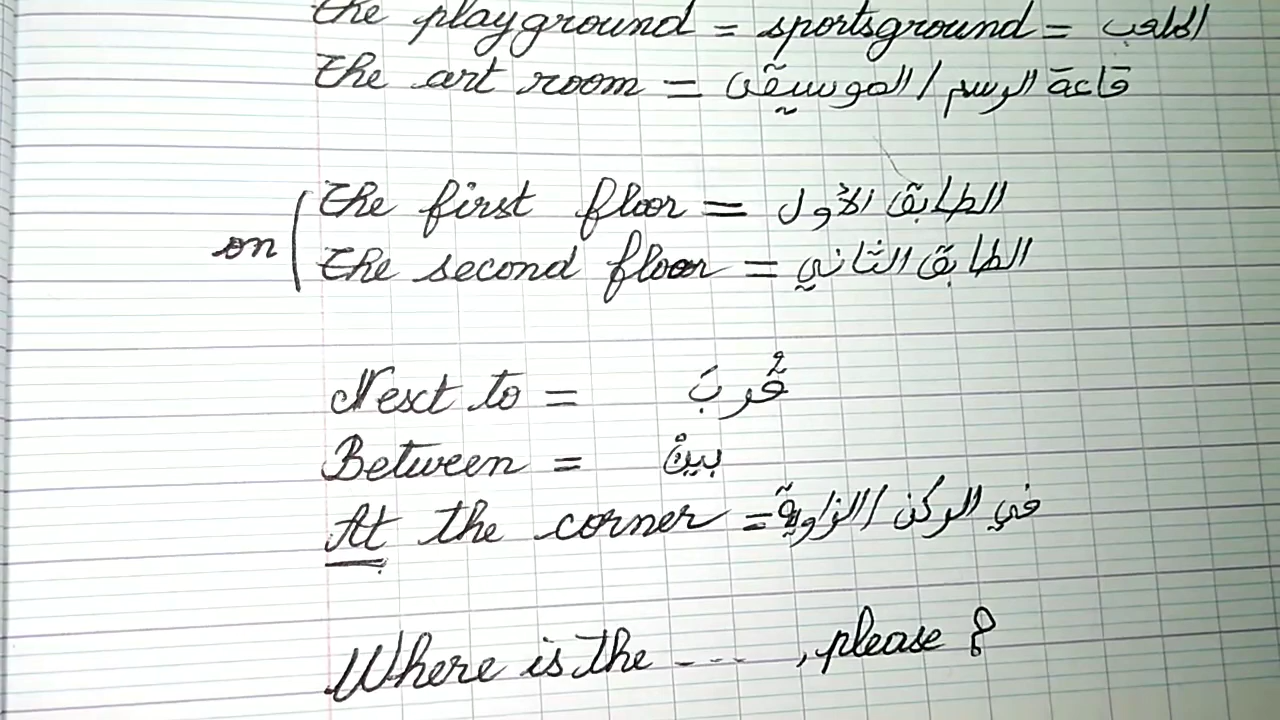 the playground = sportsground = الملعب
the art room = قاعة الرسم / الموسيقى
the first floor = الطابق الأول
on
the second floor = الطابق الثاني
Next to = قُربَ
Between = بينْ
At the corner = في الركن / الزاوية
Where is the - - - , please ?